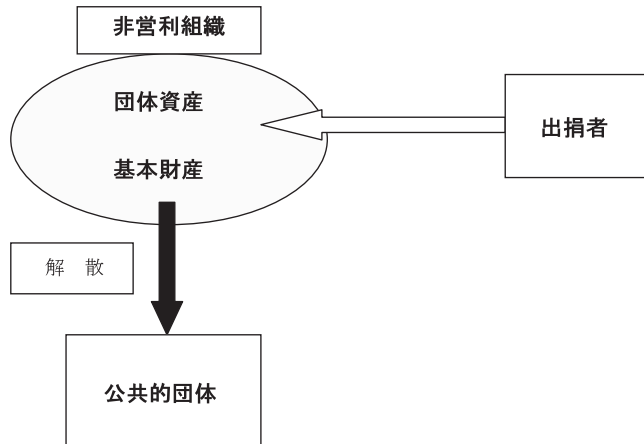 非営利組織
団体資産
出捐者
基本財産
解　散
公共的団体